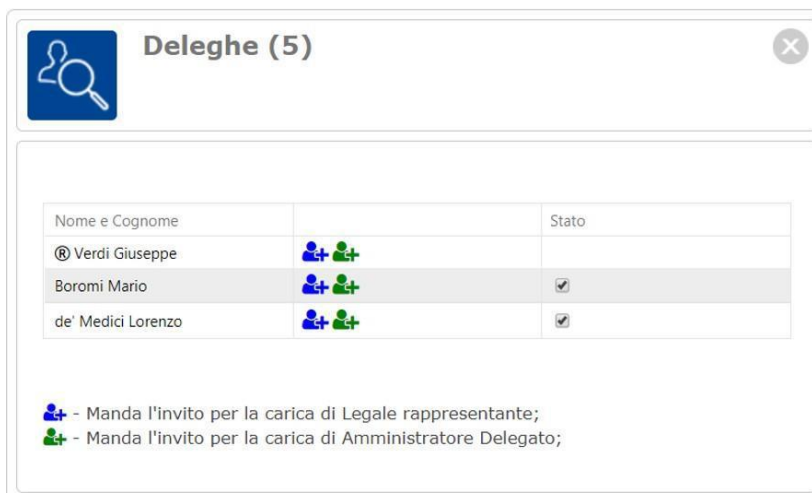 Deleghe (5)
Nome e Cognome Stato
® Verdi Giuseppe
Boromi Mario
de' Medici Lorenzo
- Manda l'invito per la carica di Legale rappresentante;
- Manda l'invito per la carica di Amministratore Delegato;